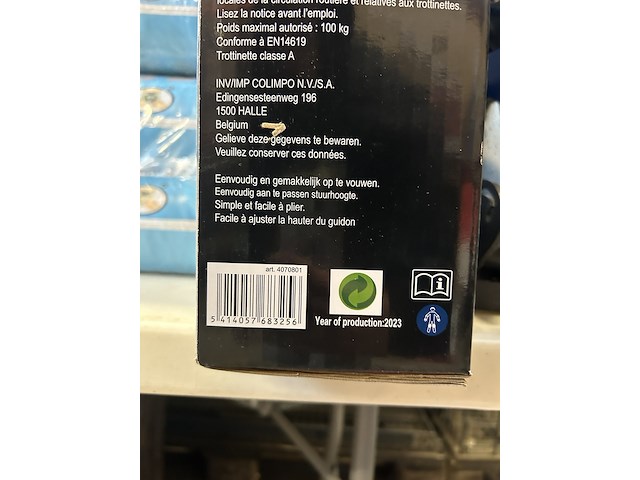 locales de la circulation routière et relatives aux trottinettes.
Lisez la notice avant l'emploi.
Poids maximal autorisé : 100 kg
Conforme à EN14619
Trottinette classe A
INV/IMP COLIMPO N.V./S.A.
Edingensesteenweg 196
1500 HALLE
Belgium
Gelieve deze gegevens te bewaren.
Veuillez conserver ces données.
Eenvoudig en gemakkelijk op te vouwen.
Eenvoudig aan te passen stuurhoogte.
Simple et facile à plier.
Facile à ajuster la hauter du guidon
art. 4070801
5 414057 683256
Year of production:2023